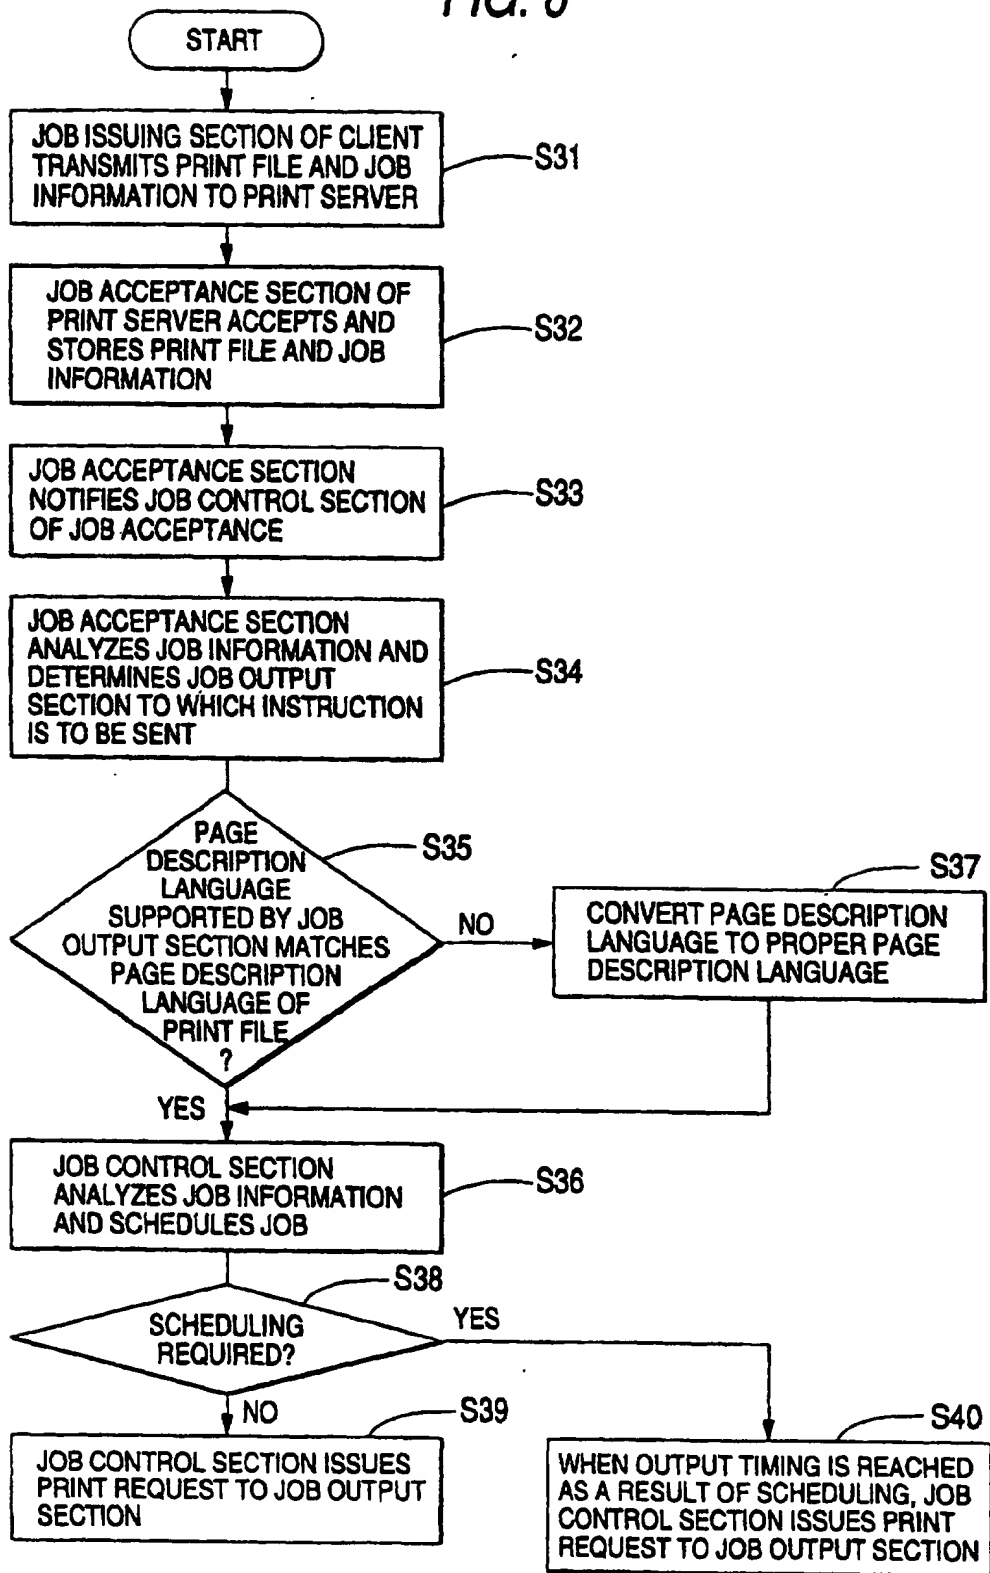 START
JOB ISSUING SECTION OF CLIENT
TRANSMITS PRINT FILE AND JOB
INFORMATION TO PRINT SERVER
S31
JOB ACCEPTANCE SECTION OF
PRINT SERVER ACCEPTS AND
STORES PRINT FILE AND JOB
INFORMATION
S32
JOB ACCEPTANCE SECTION
NOTIFIES JOB CONTROL SECTION
OF JOB ACCEPTANCE
S33
JOB ACCEPTANCE SECTION
ANALYZES JOB INFORMATION AND
DETERMINES JOB OUTPUT
SECTION TO WHICH INSTRUCTION
IS TO BE SENT
S34
PAGE
DESCRIPTION
LANGUAGE
SUPPORTED BY JOB
OUTPUT SECTION MATCHES
PAGE DESCRIPTION
LANGUAGE OF
PRINT FILE
?
S35
NO
S37
CONVERT PAGE DESCRIPTION
LANGUAGE TO PROPER PAGE
DESCRIPTION LANGUAGE
YES
JOB CONTROL SECTION
ANALYZES JOB INFORMATION
AND SCHEDULES JOB
S36
S38
SCHEDULING
REQUIRED?
YES
NO
S39
JOB CONTROL SECTION ISSUES
PRINT REQUEST TO JOB OUTPUT
SECTION
S40
WHEN OUTPUT TIMING IS REACHED
AS A RESULT OF SCHEDULING, JOB
CONTROL SECTION ISSUES PRINT
REQUEST TO JOB OUTPUT SECTION